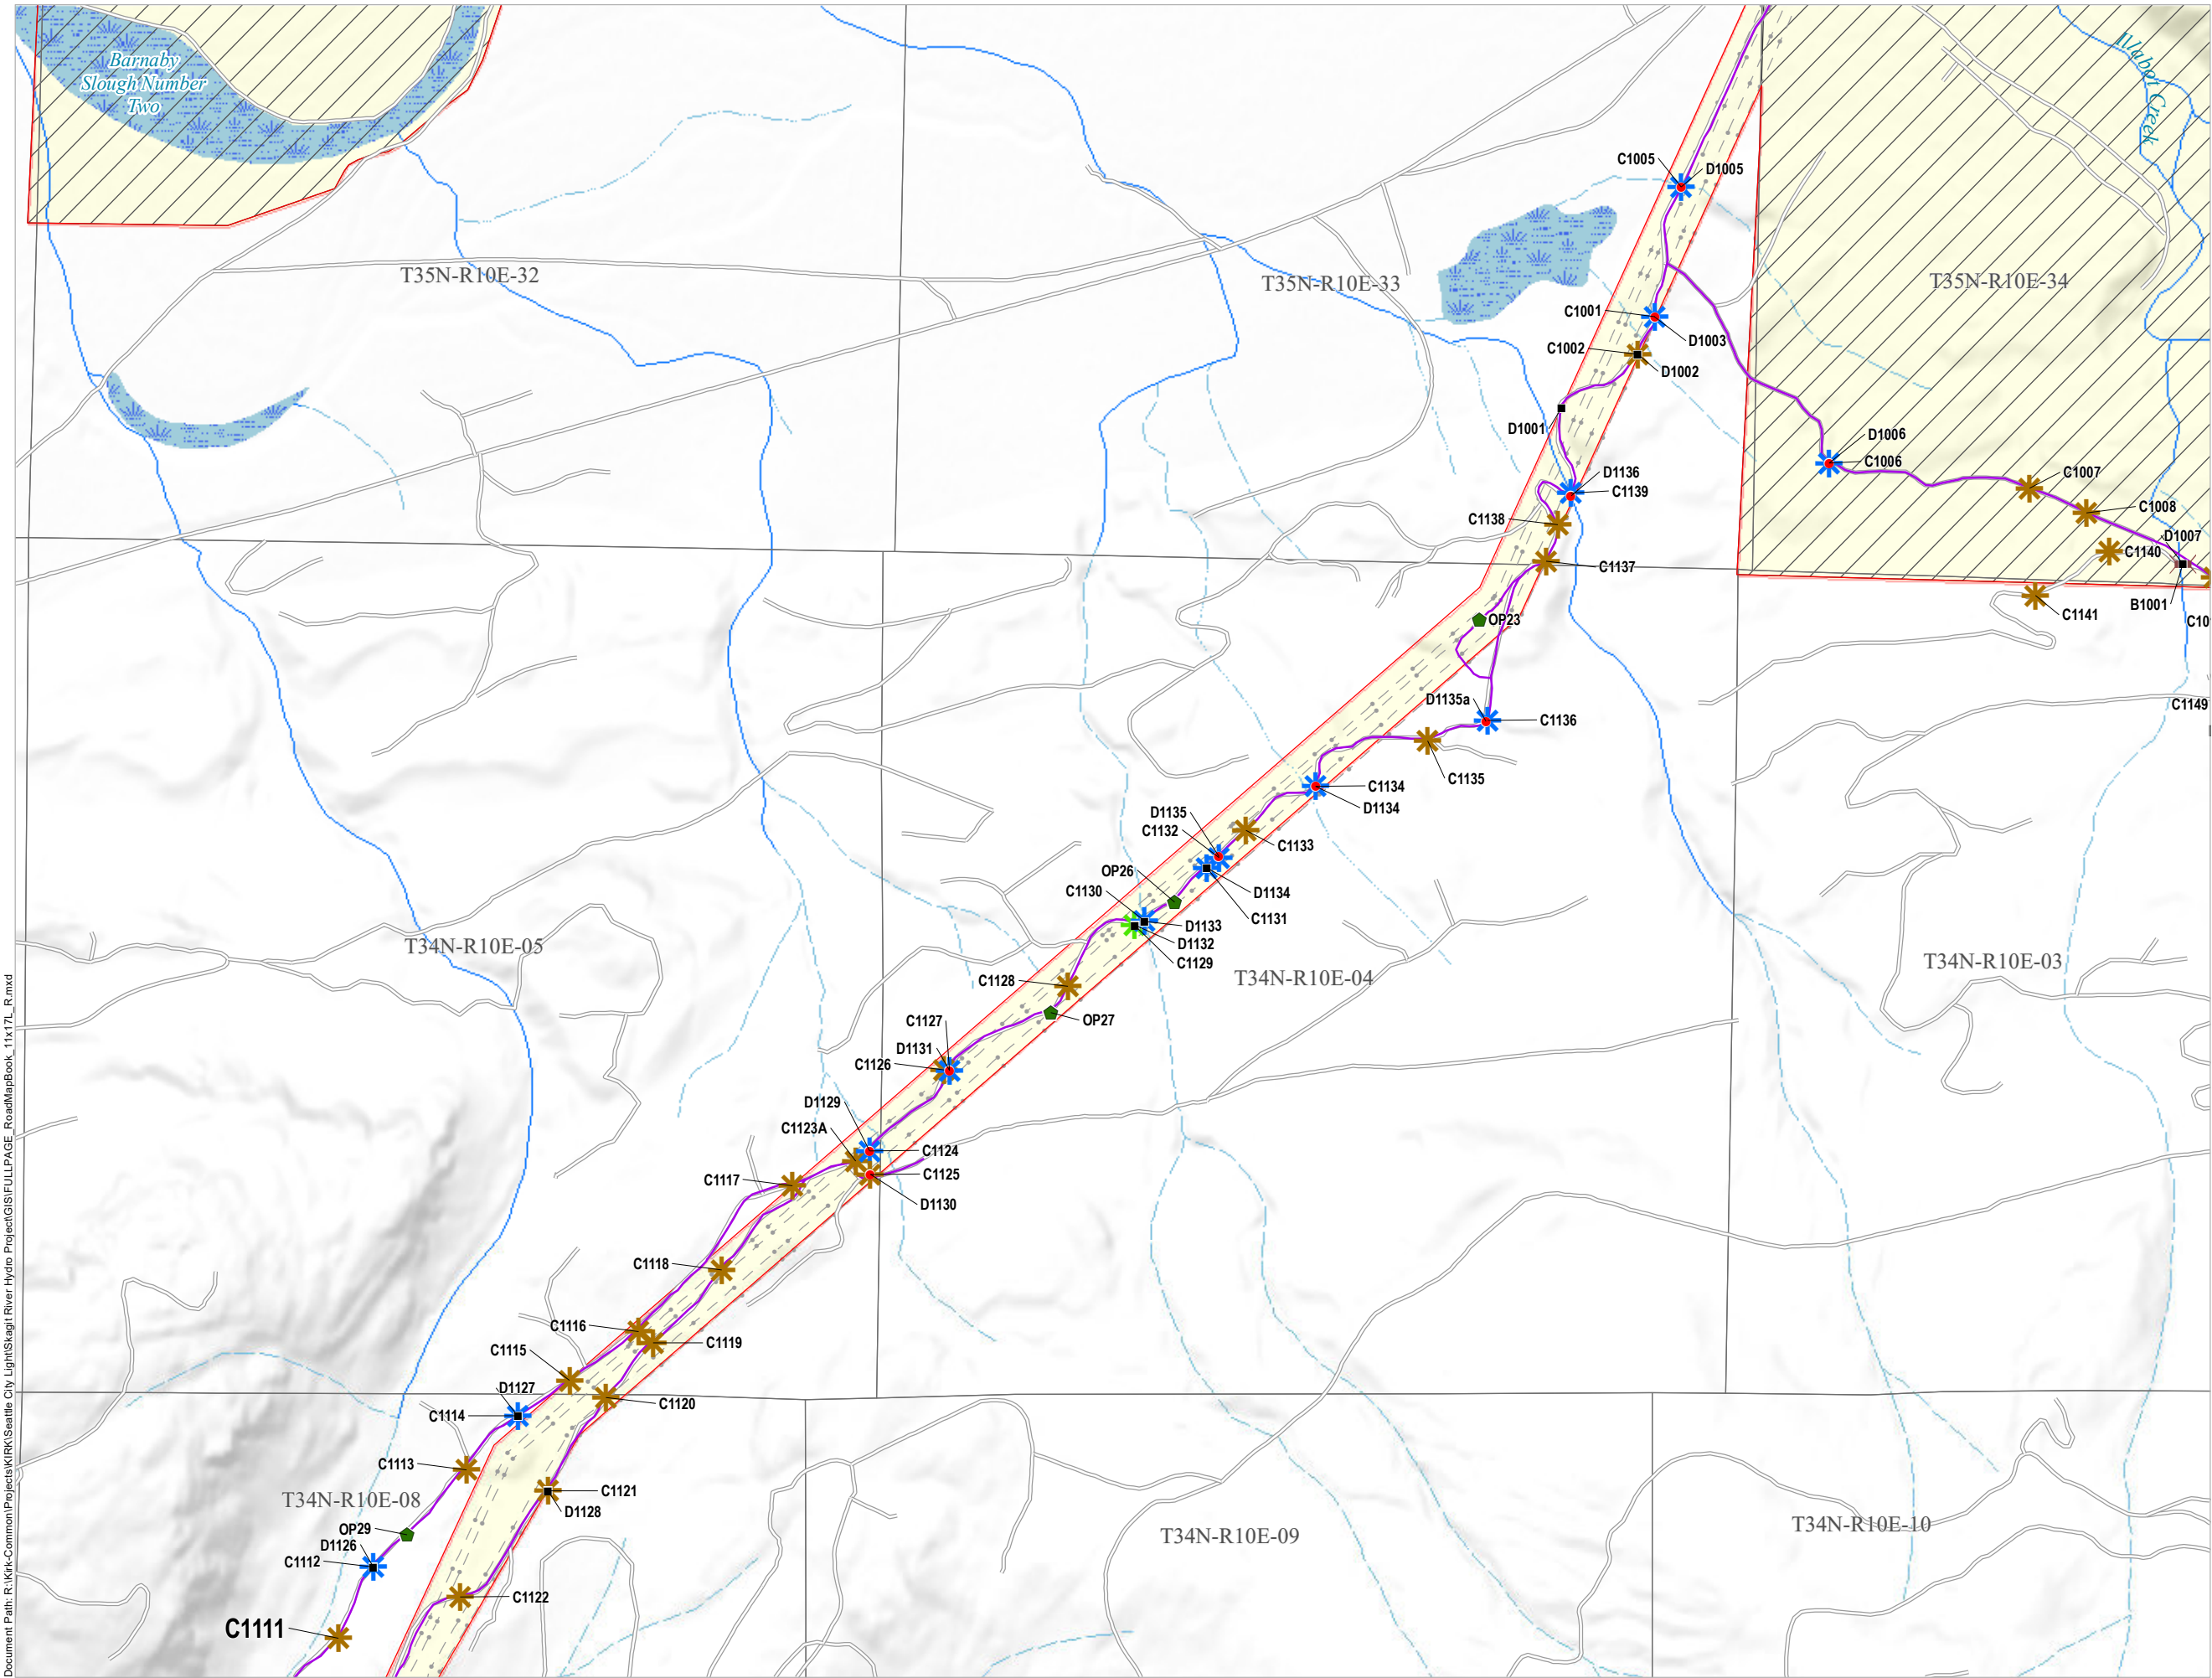 Barnaby
Slough Number
Two
Illabot Creek
C1005
D1005
T35N-R10E-32
T35N-R10E-33
T35N-R10E-34
C1001
D1003
C1002
D1002
D1001
D1006
C1006
D1136
C1007
C1139
C1008
C1138
D1007
C1140
C1137
B1001
C1141
OP23
C10
D1135a
C1149
C1136
C1135
C1134
D1134
D1135
C1132
C1133
OP26
C1130
D1134
C1131
D1133
D1132
C1129
T34N-R10E-05
T34N-R10E-04
T34N-R10E-03
C1128
OP27
C1127
D1131
C1126
D1129
C1123A
C1124
C1125
C1117
D1130
C1118
C1116
C1119
C1115
D1127
C1120
C1114
C1113
C1121
T34N-R10E-08
D1128
OP29
T34N-R10E-09
T34N-R10E-10
D1126
C1112
C1122
C1111
Document Path: R:\Kirk-Common\Projects\KIRK\Seattle City Light\Skagit River Hydro Project\GIS\FULLPAGE_RoadMapBook_11x17L_R.mxd